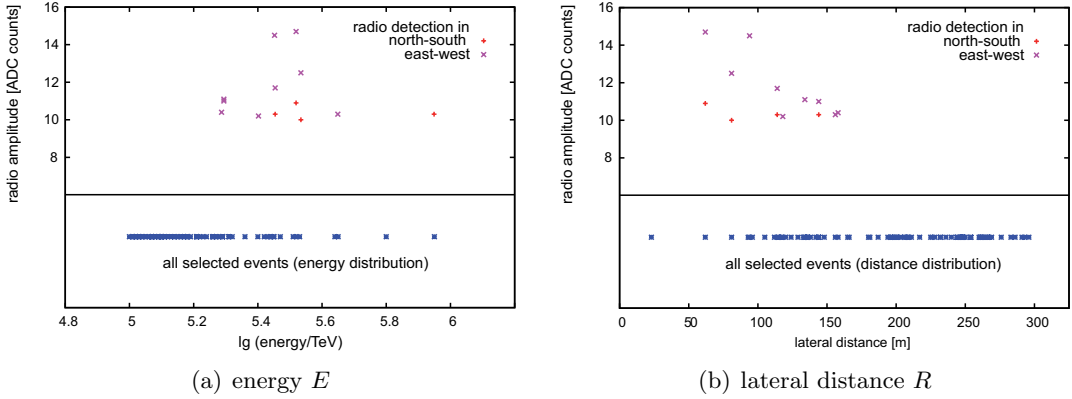 16
14
12
10
8
radio amplitude [ADC counts]
radio detection in
north-south
east-west
all selected events (energy distribution)
4.8 5 5.2 5.4 5.6 5.8 6
lg (energy/TeV)
(a) energy E
16
14
12
10
8
radio amplitude [ADC counts]
radio detection in
north-south
east-west
all selected events (distance distribution)
0 50 100 150 200 250 300
lateral distance [m]
(b) lateral distance R